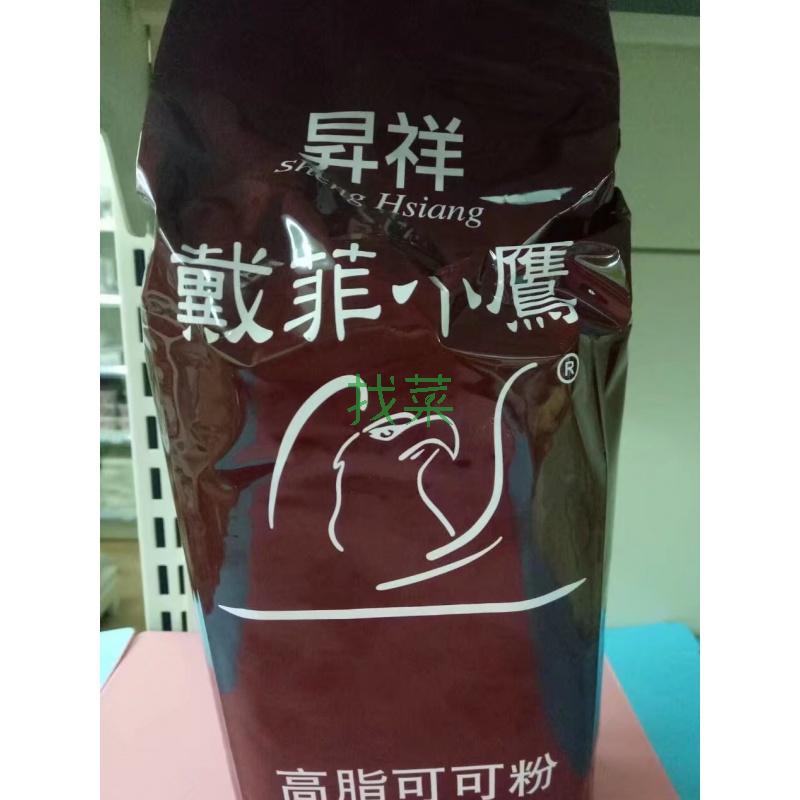 昇祥
Sheng Hsiang
戴菲小鷹
®
找菜
高脂可可粉